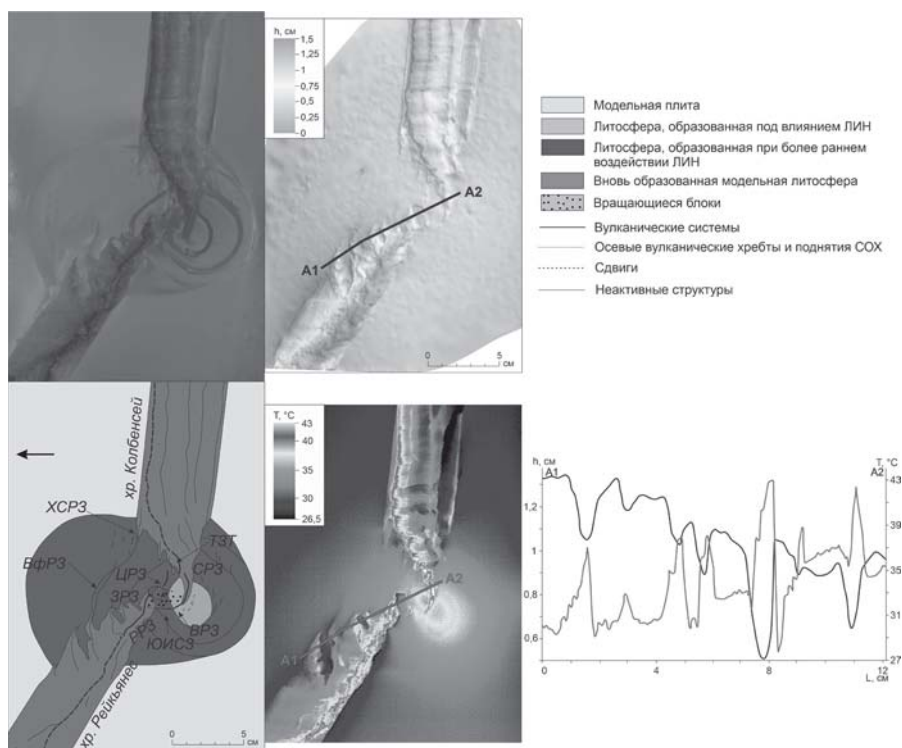 h, см
1,5
1
0,75
0,25
0
A2
A1
0 5
см
Модельная плита
Литосфера, образованная под влиянием ЛИН
Литосфера, образованная при более раннем
воздействии ЛИН
Вновь образованная модельная литосфера
Вращающиеся блоки
Вулканические системы
Осевые вулканические хребты и поднятия СОХ
Сдвиги
Неактивные структуры
хр. Колбенсей
ХСРЗ
ТЗТ
ВфРЗ
ЦРЗ
СРЗ
ЗРЗ
РРЗ
ВРЗ
ЮИСЗ
хр. Рейкьянес
0 5
см
T, °C
43
40
35
30
26,5
A2
A1
0 5
см
h, см
T, °C
A1
A2
43
1,2
39
1
35
0,8
31
0,6
27
0 4 8 12
L, см